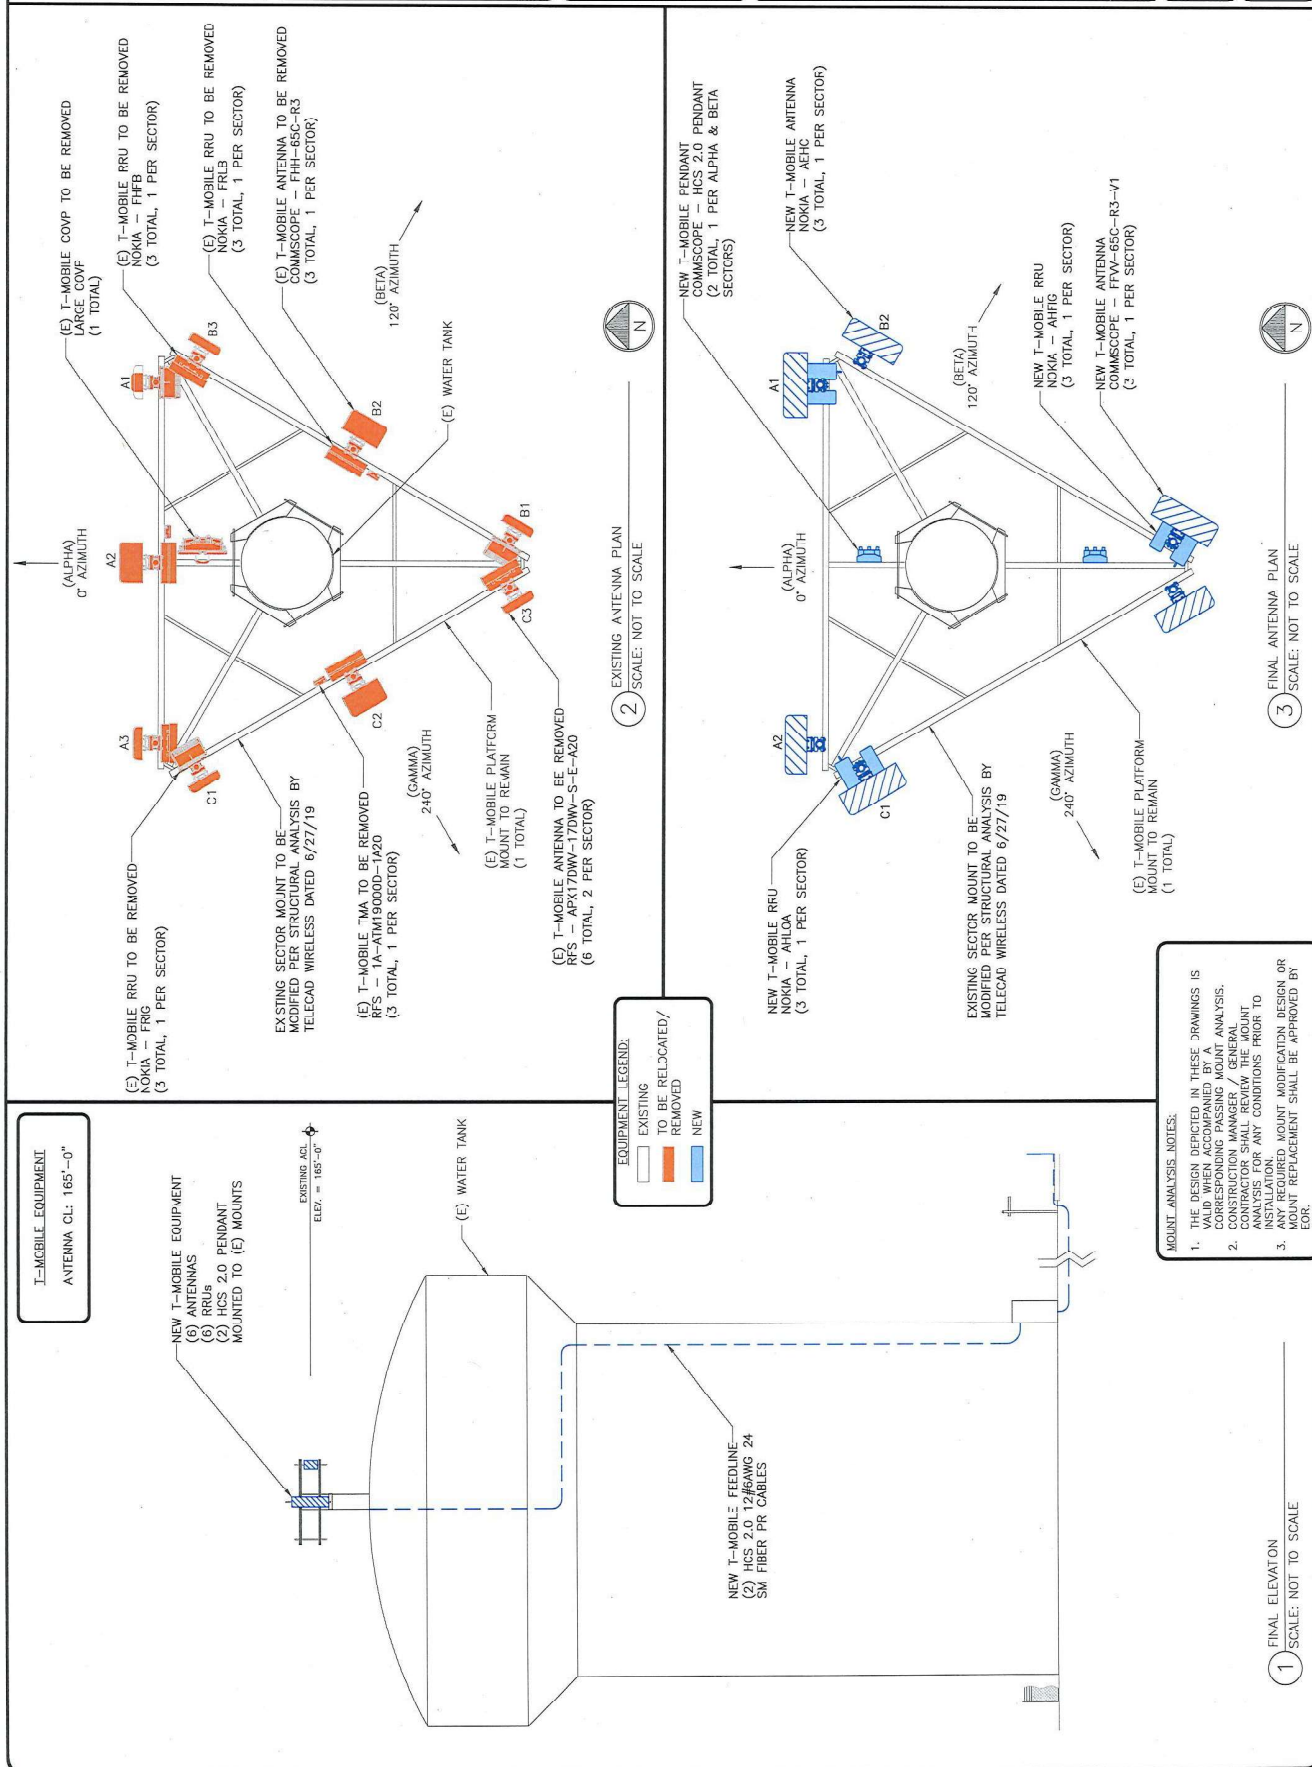 T-MOBILE EQUIPMENT
ANTENNA CL: 165'-0"
NEW T-MOBILE EQUIPMENT
(6) ANTENNAS
(6) RRUs
(2) HCS 2.0 PENDANT
MOUNTED TO (E) MOUNTS
EXISTING ACL
ELEV. = 165'-0"
(E) WATER TANK
NEW T-MOBILE FEEDLINE
(2) HCS 2.0 12#6AWG 24
SM FIBER PR CABLES
1
FINAL ELEVATON
SCALE: NOT TO SCALE
EQUIPMENT LEGEND:
EXISTING
TO BE RELOCATED/
REMOVED
NEW
MOUNT ANALYSIS NOTES:
1. THE DESIGN DEPICTED IN THESE DRAWINGS IS
VALID WHEN ACCOMPANIED BY A
CORRESPONDING PASSING MOUNT ANALYSIS.
2. CONSTRUCTION MANAGER / GENERAL
CONTRACTOR SHALL REVIEW THE MOUNT
ANALYSIS FOR ANY CONDITIONS PRIOR TO
INSTALLATION.
3. ANY REQUIRED MOUNT MODIFICATION DESIGN OR
MOUNT REPLACEMENT SHALL BE APPROVED BY
EOR.
(E) T-MOBILE RRU TO BE REMOVED
NOKIA - FRIG
(3 TOTAL, 1 PER SECTOR)
EXISTING SECTOR MOUNT TO BE
MODIFIED PER STRUCTURAL ANALYSIS BY
TELECAD WIRELESS DATED 6/27/19
(E) T-MOBILE TMA TO BE REMOVED
RFS - 1A-ATM1900D-1A20
(3 TOTAL, 1 PER SECTOR)
(GAMMA)
240° AZIMUTH
(E) T-MOBILE PLATFORM
MOUNT TO REMAIN
(1 TOTAL)
(E) T-MOBILE ANTENNA TO BE REMOVED
RFS - APX17DWV-17DWV-S-E-A20
(6 TOTAL, 2 PER SECTOR)
(ALPHA)
0° AZIMUTH
A3
A2
A1
C1
C2
C3
B1
B2
B3
(E) T-MOBILE COVP TO BE REMOVED
LARGE COVP
(1 TOTAL)
(E) T-MOBILE RRU TO BE REMOVED
NOKIA - FHFB
(3 TOTAL, 1 PER SECTOR)
(E) T-MOBILE RRU TO BE REMOVED
NOKIA - FRLB
(3 TOTAL, 1 PER SECTOR)
(E) T-MOBILE ANTENNA TO BE REMOVED
COMMSCOPE - FHH-65C-R3
(3 TOTAL, 1 PER SECTOR)
(BETA)
120° AZIMUTH
(E) WATER TANK
N
2
EXISTING ANTENNA PLAN
SCALE: NOT TO SCALE
NEW T-MOBILE RRU
NOKIA - AHLOA
(3 TOTAL, 1 PER SECTOR)
EXISTING SECTOR MOUNT TO BE
MODIFIED PER STRUCTURAL ANALYSIS BY
TELECAD WIRELESS DATED 6/27/19
(GAMMA)
240° AZIMUTH
(E) T-MOBILE PLATFORM
MOUNT TO REMAIN
(1 TOTAL)
(ALPHA)
0° AZIMUTH
A2
A1
C1
B2
NEW T-MOBILE PENDANT
COMMSCOPE - HCS 2.0 PENDANT
(2 TOTAL, 1 PER ALPHA & BETA
SECTORS)
NEW T-MOBILE ANTENNA
NOKIA - AEHC
(3 TOTAL, 1 PER SECTOR)
(BETA)
120° AZIMUTH
NEW T-MOBILE RRU
NOKIA - AHFIG
(3 TOTAL, 1 PER SECTOR)
NEW T-MOBILE ANTENNA
COMMSCOPE - FFVV-65C-R3-V1
(3 TOTAL, 1 PER SECTOR)
N
3
FINAL ANTENNA PLAN
SCALE: NOT TO SCALE